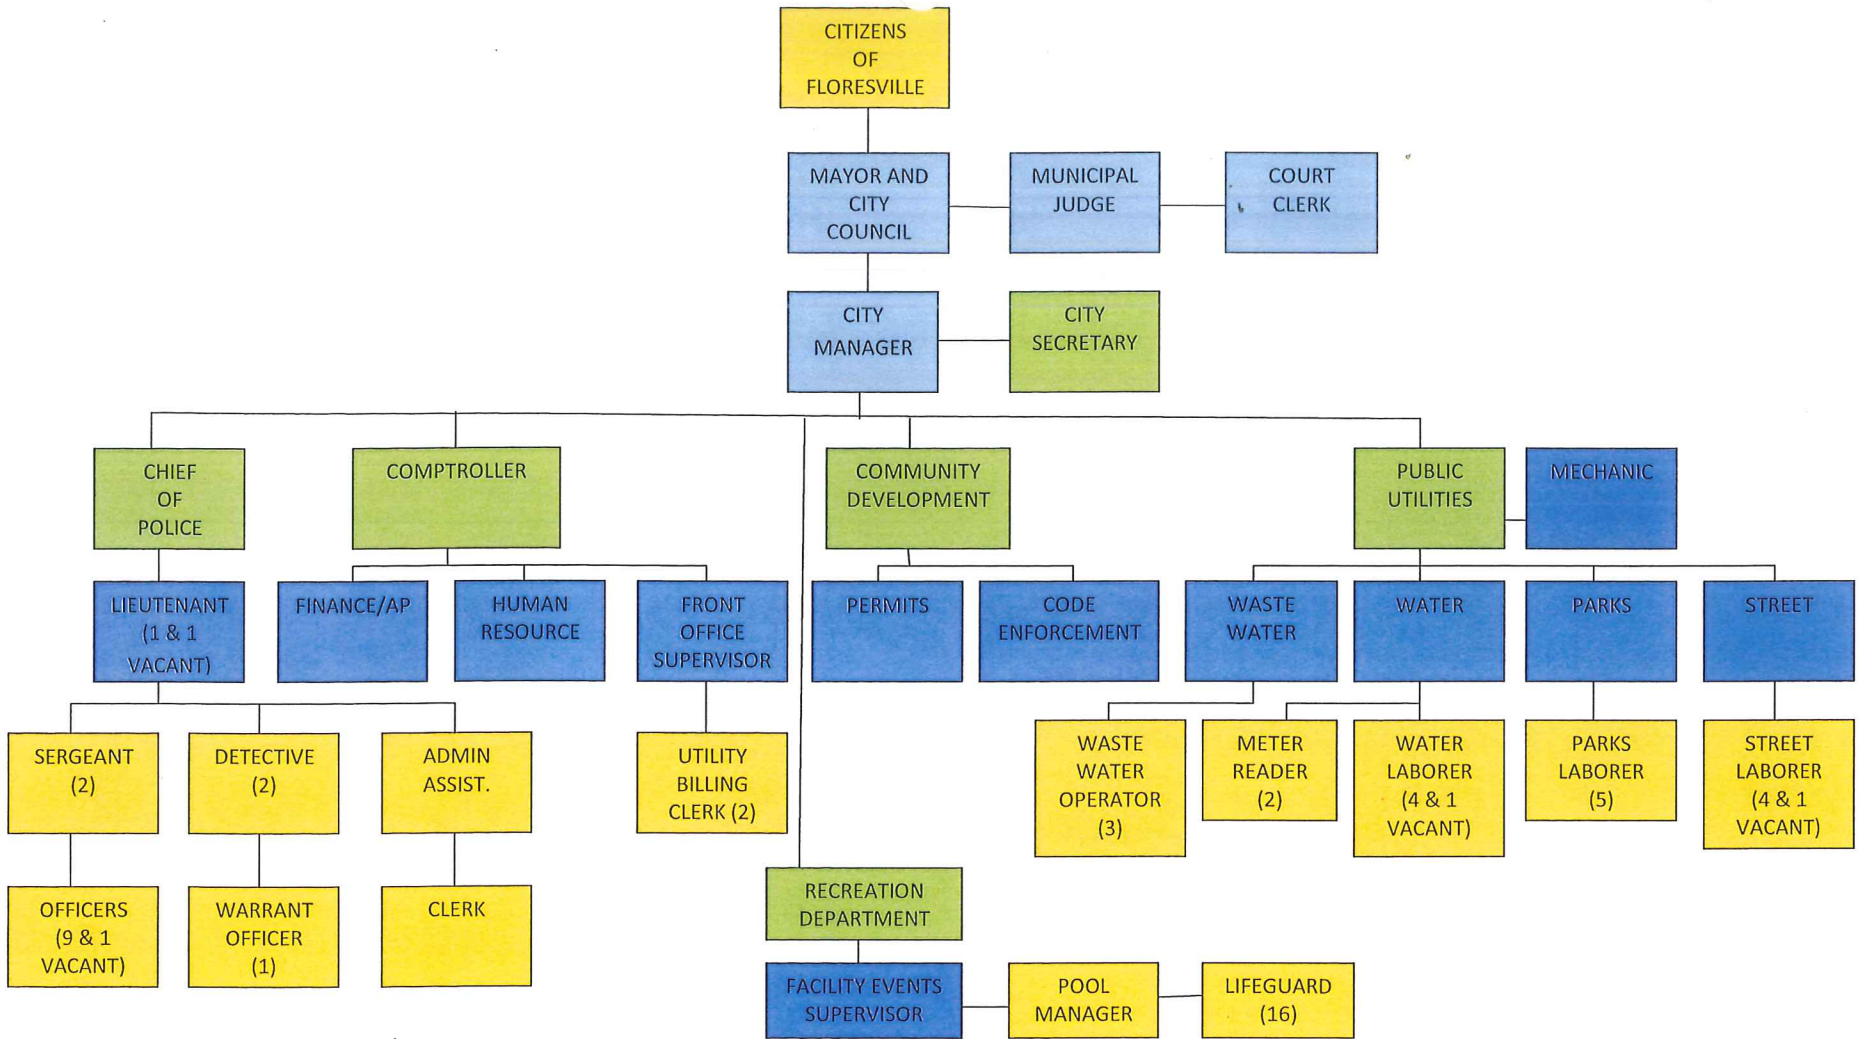 CITIZENS
OF
FLORESVILLE
MAYOR AND
CITY
COUNCIL
MUNICIPAL
JUDGE
COURT
CLERK
CITY
MANAGER
CITY
SECRETARY
CHIEF
OF
POLICE
COMPTROLLER
COMMUNITY
DEVELOPMENT
PUBLIC
UTILITIES
MECHANIC
LIEUTENANT
(1 & 1
VACANT)
FINANCE/AP
HUMAN
RESOURCE
FRONT
OFFICE
SUPERVISOR
PERMITS
CODE
ENFORCEMENT
WASTE
WATER
WATER
PARKS
STREET
SERGEANT
(2)
DETECTIVE
(2)
ADMIN
ASSIST.
UTILITY
BILLING
CLERK (2)
WASTE
WATER
OPERATOR
(3)
METER
READER
(2)
WATER
LABORER
(4 & 1
VACANT)
PARKS
LABORER
(5)
STREET
LABORER
(4 & 1
VACANT)
OFFICERS
(9 & 1
VACANT)
WARRANT
OFFICER
(1)
CLERK
RECREATION
DEPARTMENT
FACILITY EVENTS
SUPERVISOR
POOL
MANAGER
LIFEGUARD
(16)